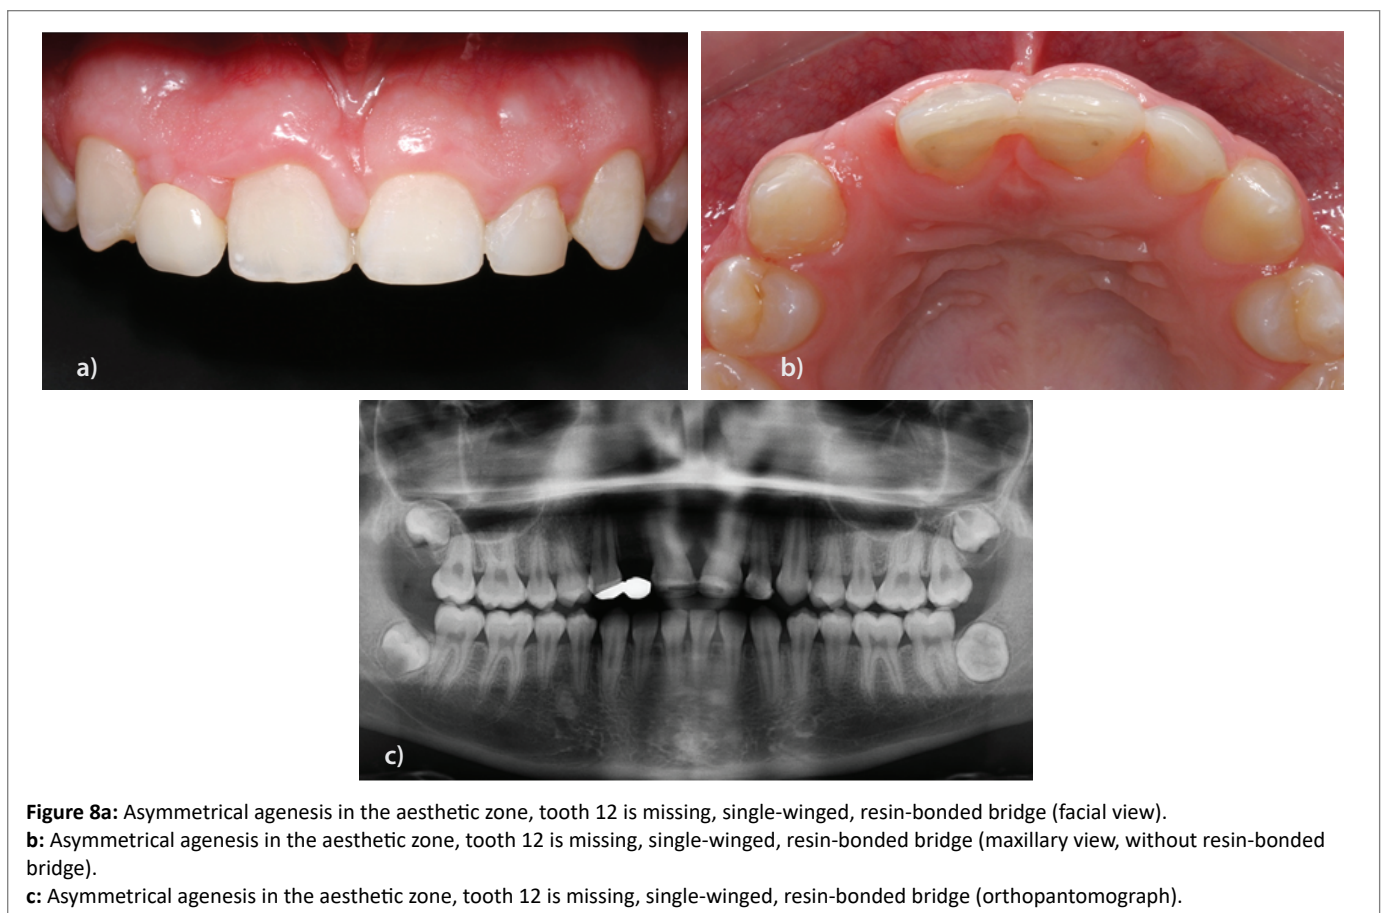 a)
b)
c)
Figure 8a: Asymmetrical agenesis in the aesthetic zone, tooth 12 is missing, single-winged, resin-bonded bridge (facial view).
b: Asymmetrical agenesis in the aesthetic zone, tooth 12 is missing, single-winged, resin-bonded bridge (maxillary view, without resin-bonded
bridge).
c: Asymmetrical agenesis in the aesthetic zone, tooth 12 is missing, single-winged, resin-bonded bridge (orthopantomograph).